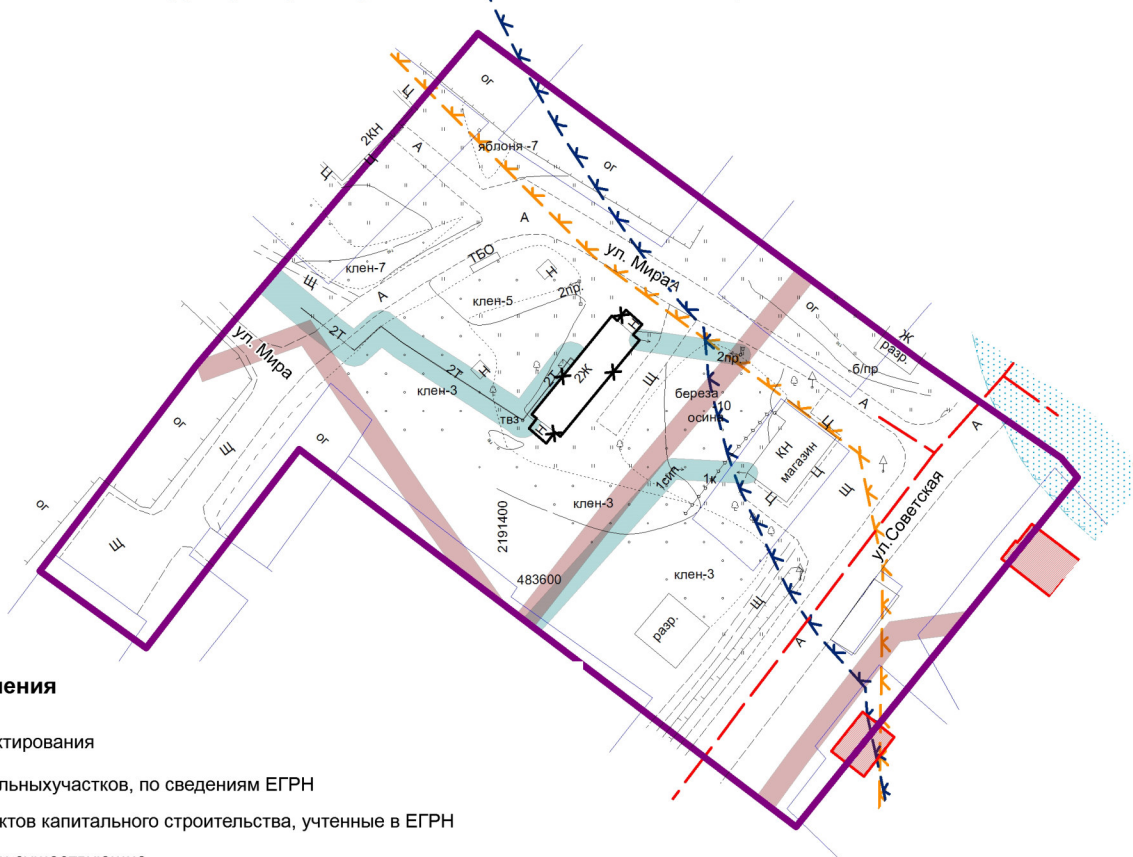 ог
Ц
2КН
Ц
А
яблоня -7
ог
Ц
А
ул. Мира
А
ТБО
Н
2пр.
клен-7
Щ
А
клен-5
ог
Ж
разр.
б/пр
Н
2Т
ул. Мира
2Т
Н
клен-3
2Т
2Ж
Щ
2пр.
береза
10
осина
А
Ц
твз
Н
КН
магазин
Ц
Щ
Ц
А
ог
ог
Щ
1сип.
1к
клен-3
ул.Советская
ог
Щ
2191400
483600
клен-3
Щ
разр.
А
ения
ктирования
льныхучастков, по сведениям ЕГРН
ктов капитального строительства, учтенные в ЕГРН